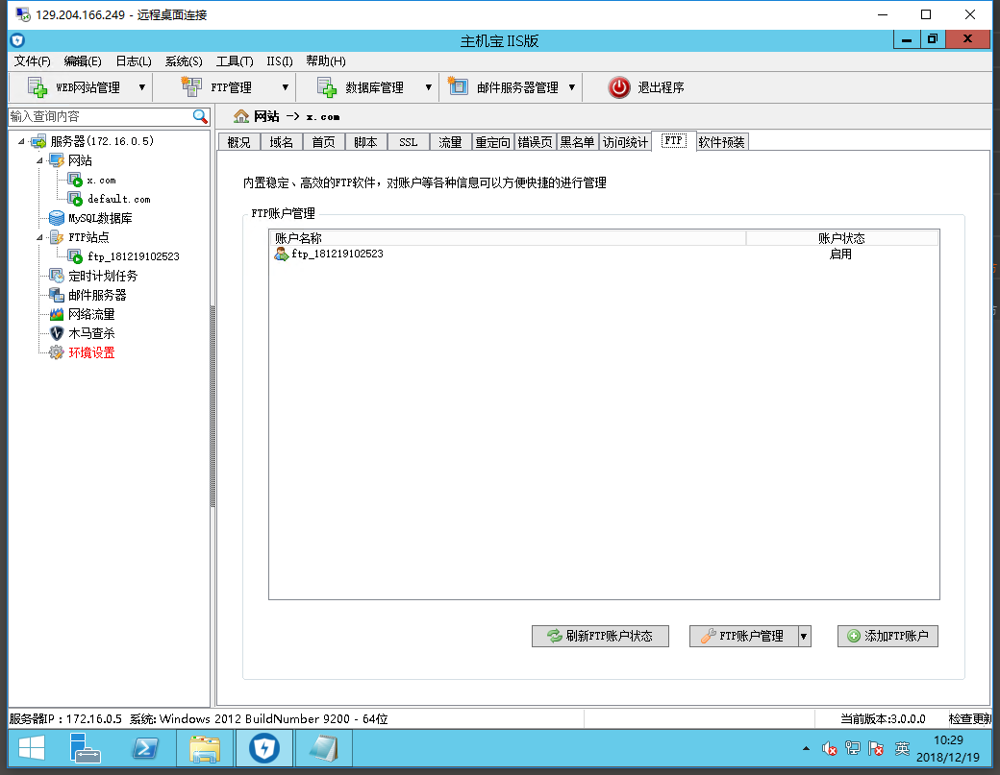 129.204.166.249 - 远程桌面连接
主机宝 IIS版
文件(F) 编辑(E) 日志(L) 系统(S) 工具(T) IIS(I) 帮助(H)
WEB网站管理 FTP管理 数据库管理 邮件服务器管理 退出程序
输入查询内容
网站 -> x.com
服务器(172.16.0.5)
网站
x.com
default.com
MySQL数据库
FTP站点
ftp_181219102523
定时计划任务
邮件服务器
网络流量
木马查杀
环境设置
概况 域名 首页 脚本 SSL 流量 重定向 错误页 黑名单 访问统计 FTP 软件预装
内置稳定、高效的FTP软件，对账户等各种信息可以方便快捷的进行管理
FTP账户管理
账户名称 账户状态
ftp_181219102523 启用
刷新FTP账户状态 FTP账户管理 添加FTP账户
服务器IP：172.16.0.5 系统: Windows 2012 BuildNumber 9200 - 64位 当前版本:3.0.0.0 检查更新
英
10:29
2018/12/19